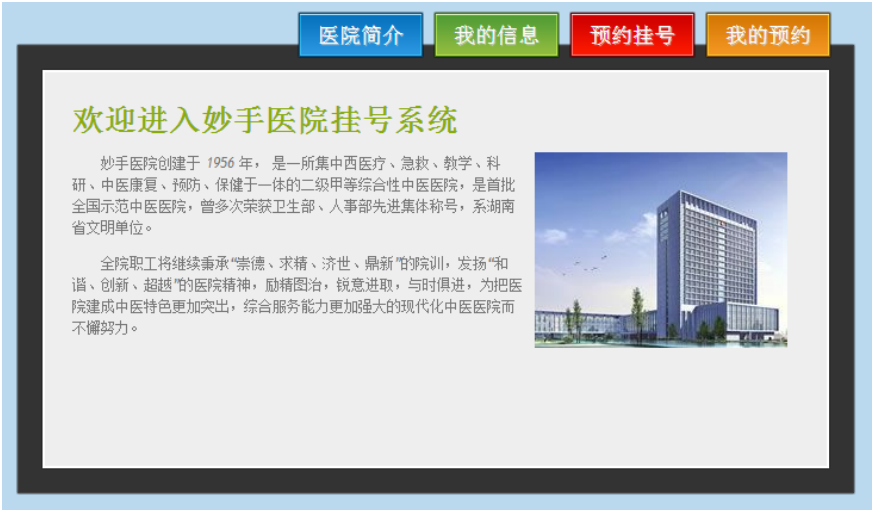 医院简介 我的信息 预约挂号 我的预约
欢迎进入妙手医院挂号系统
妙手医院创建于 1956 年， 是一所集中西医疗、急救、教学、科
研、中医康复、预防、保健于一体的二级甲等综合性中医医院，是首批
全国示范中医医院，曾多次荣获卫生部、人事部先进集体称号，系湖南
省文明单位。
全院职工将继续秉承“崇德、求精、济世、鼎新”的院训，发扬“和
谐、创新、超越”的医院精神，励精图治，锐意进取，与时俱进，为把医
院建成中医特色更加突出，综合服务能力更加强大的现代化中医医院而
不懈努力。